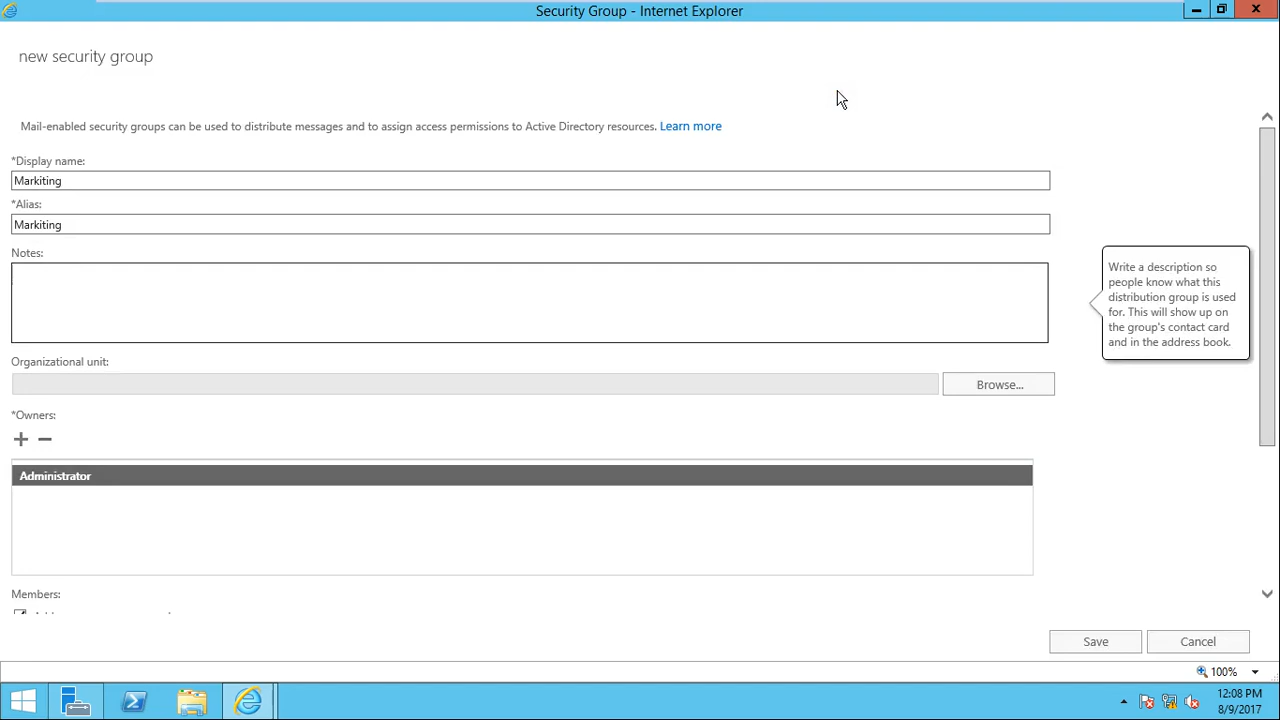 Security Group - Internet Explorer
new security group
Mail-enabled security groups can be used to distribute messages and to assign access permissions to Active Directory resources. Learn more
*Display name:
Markiting
*Alias:
Markiting
Notes:
Write a description so
people know what this
distribution group is used
for. This will show up on
the group's contact card
and in the address book.
Organizational unit:
Browse...
*Owners:
Administrator
Members:
Save
Cancel
100%
12:08 PM
8/9/2017